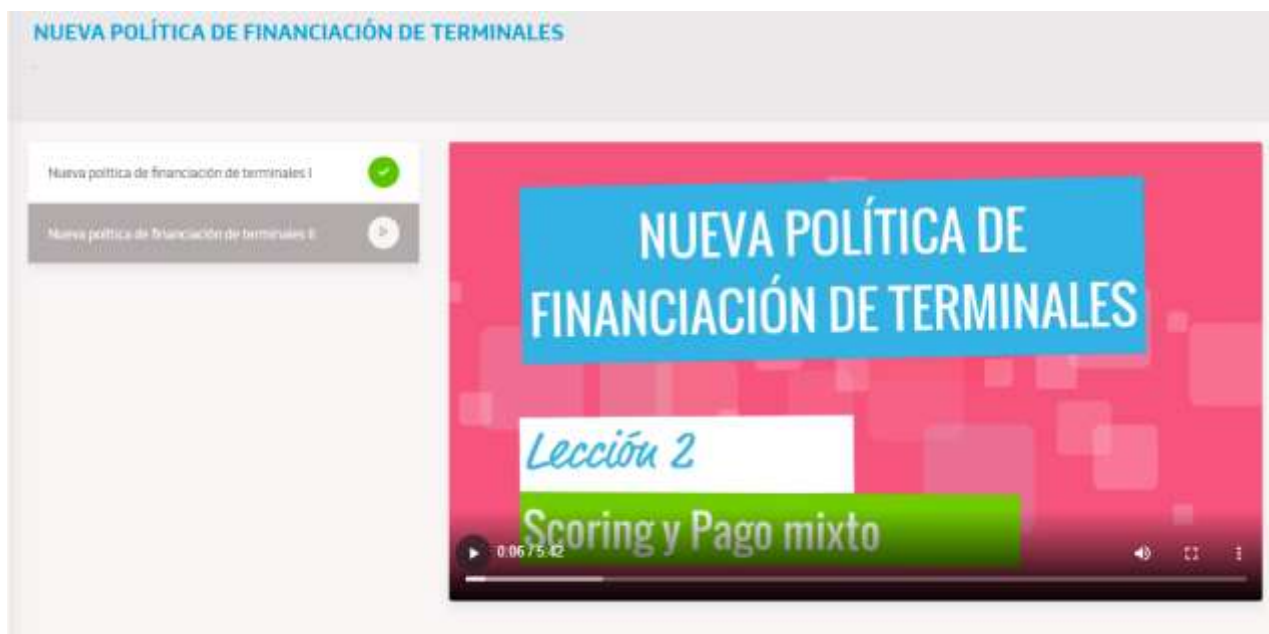 NUEVA POLÍTICA DE FINANCIACIÓN DE TERMINALES
Nueva política de financiación de terminales I
Nueva política de financiación de terminales II
NUEVA POLÍTICA DE
FINANCIACIÓN DE TERMINALES
Lección 2
Scoring y Pago mixto
0:06 / 5:42